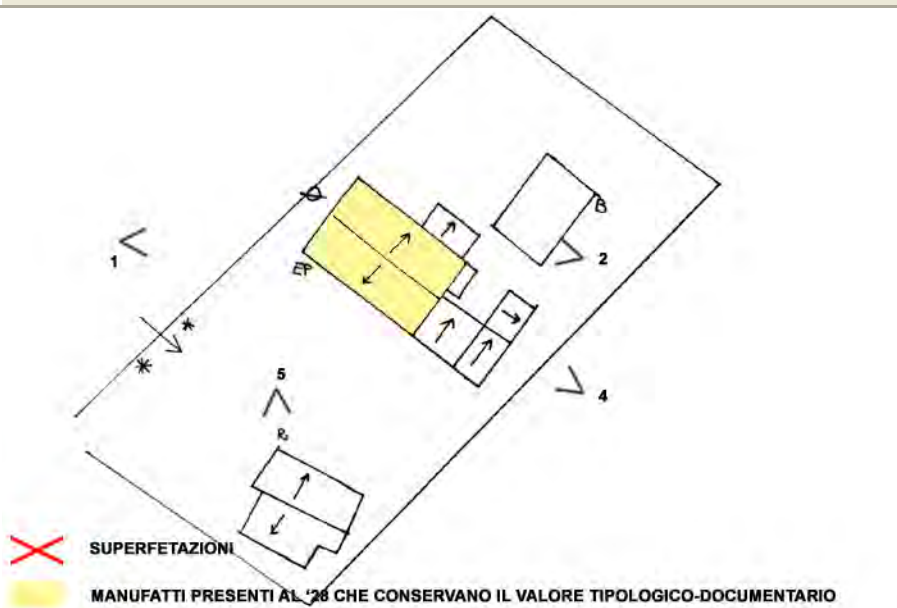 B
2
EP
1
*
*
4
5
R
SUPERFETAZIONI
MANUFATTI PRESENTI AL '28 CHE CONSERVANO IL VALORE TIPOLOGICO-DOCUMENTARIO